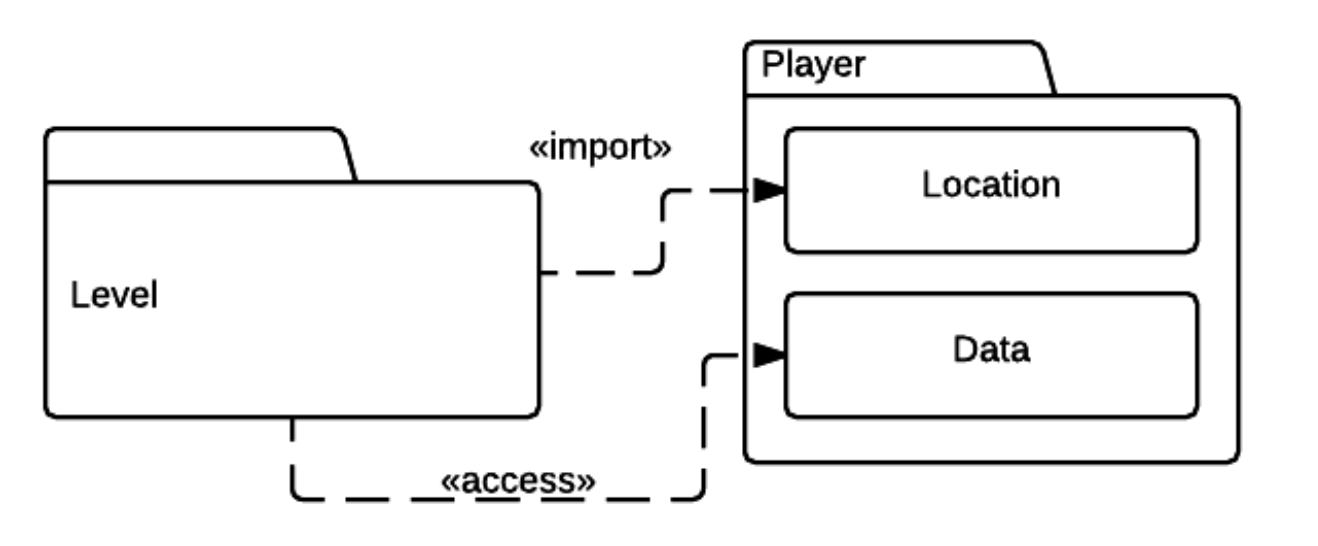 Player
«import»
Location
Level
Data
«access»